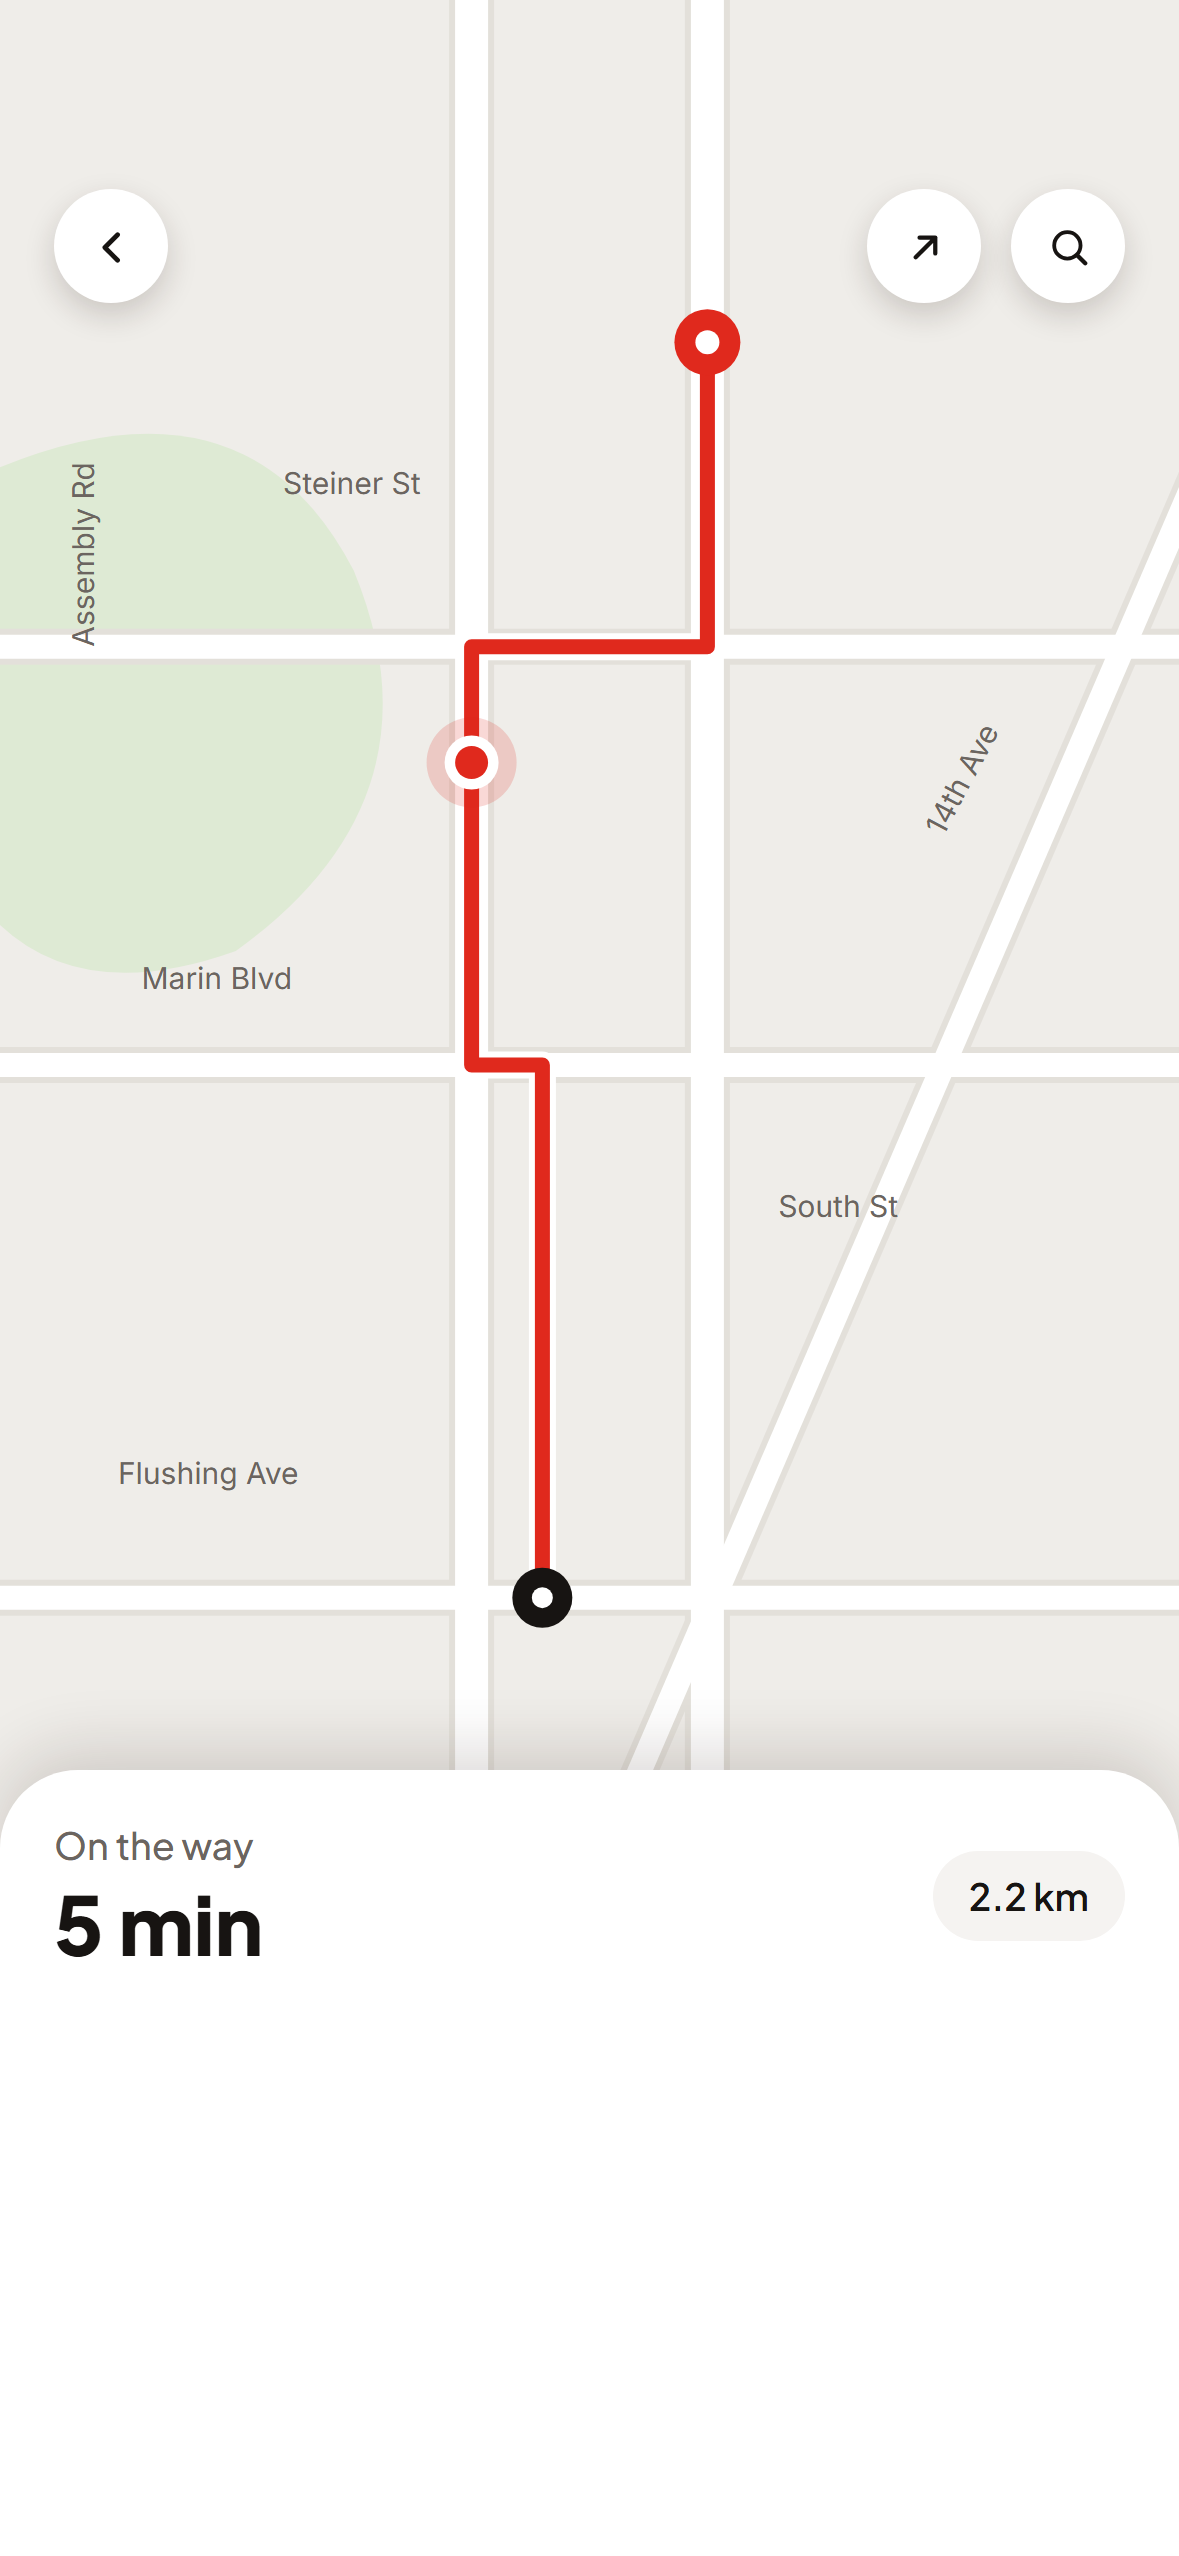 Steiner St
Assembly Rd
14th Ave
Marin Blvd
South St
Flushing Ave
On the way
5 min
2.2 km